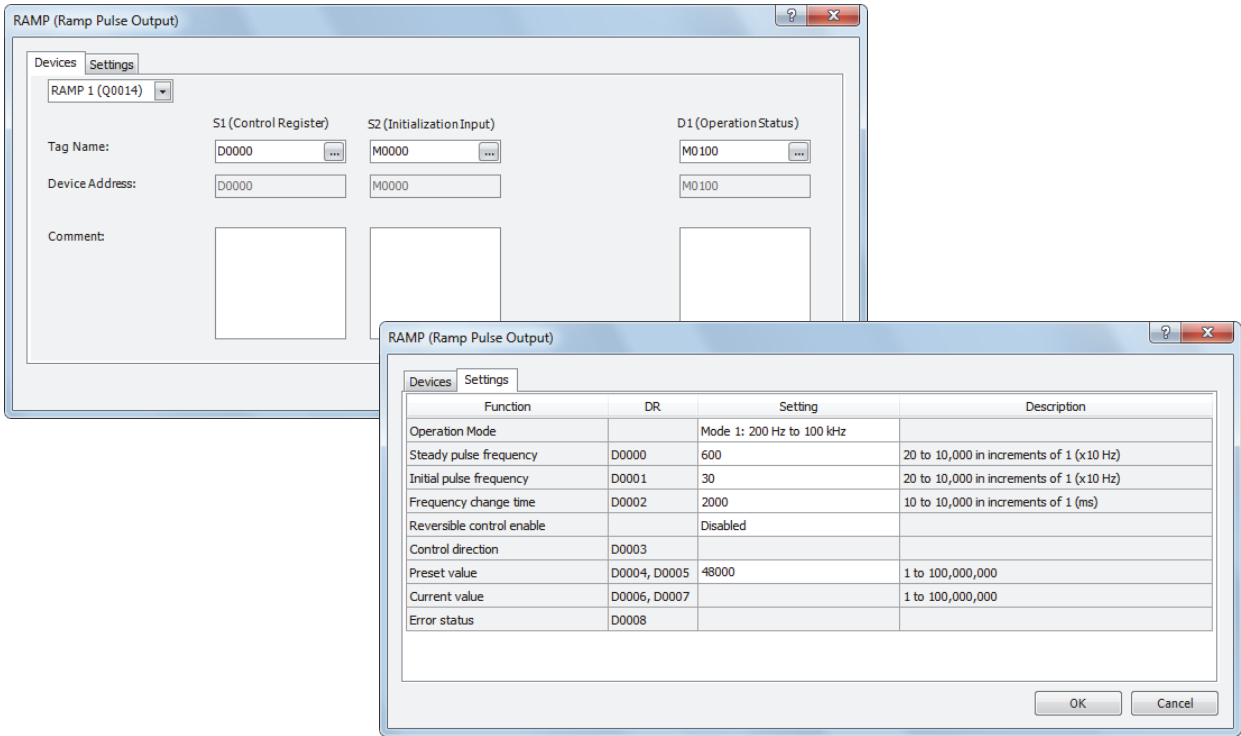 RAMP (Ramp Pulse Output)
Devices Settings
RAMP 1 (Q0014)
S1 (Control Register) S2 (Initialization Input) D1 (Operation Status)
Tag Name: D0000 ... M0000 ... M0100 ...
Device Address: D0000 M0000 M0100
Comment:
RAMP (Ramp Pulse Output)
Devices Settings
Function DR Setting Description
Operation Mode Mode 1: 200 Hz to 100 kHz
Steady pulse frequency D0000 600 20 to 10,000 in increments of 1 (x10 Hz)
Initial pulse frequency D0001 30 20 to 10,000 in increments of 1 (x10 Hz)
Frequency change time D0002 2000 10 to 10,000 in increments of 1 (ms)
Reversible control enable Disabled
Control direction D0003
Preset value D0004, D0005 48000 1 to 100,000,000
Current value D0006, D0007 1 to 100,000,000
Error status D0008
OK Cancel